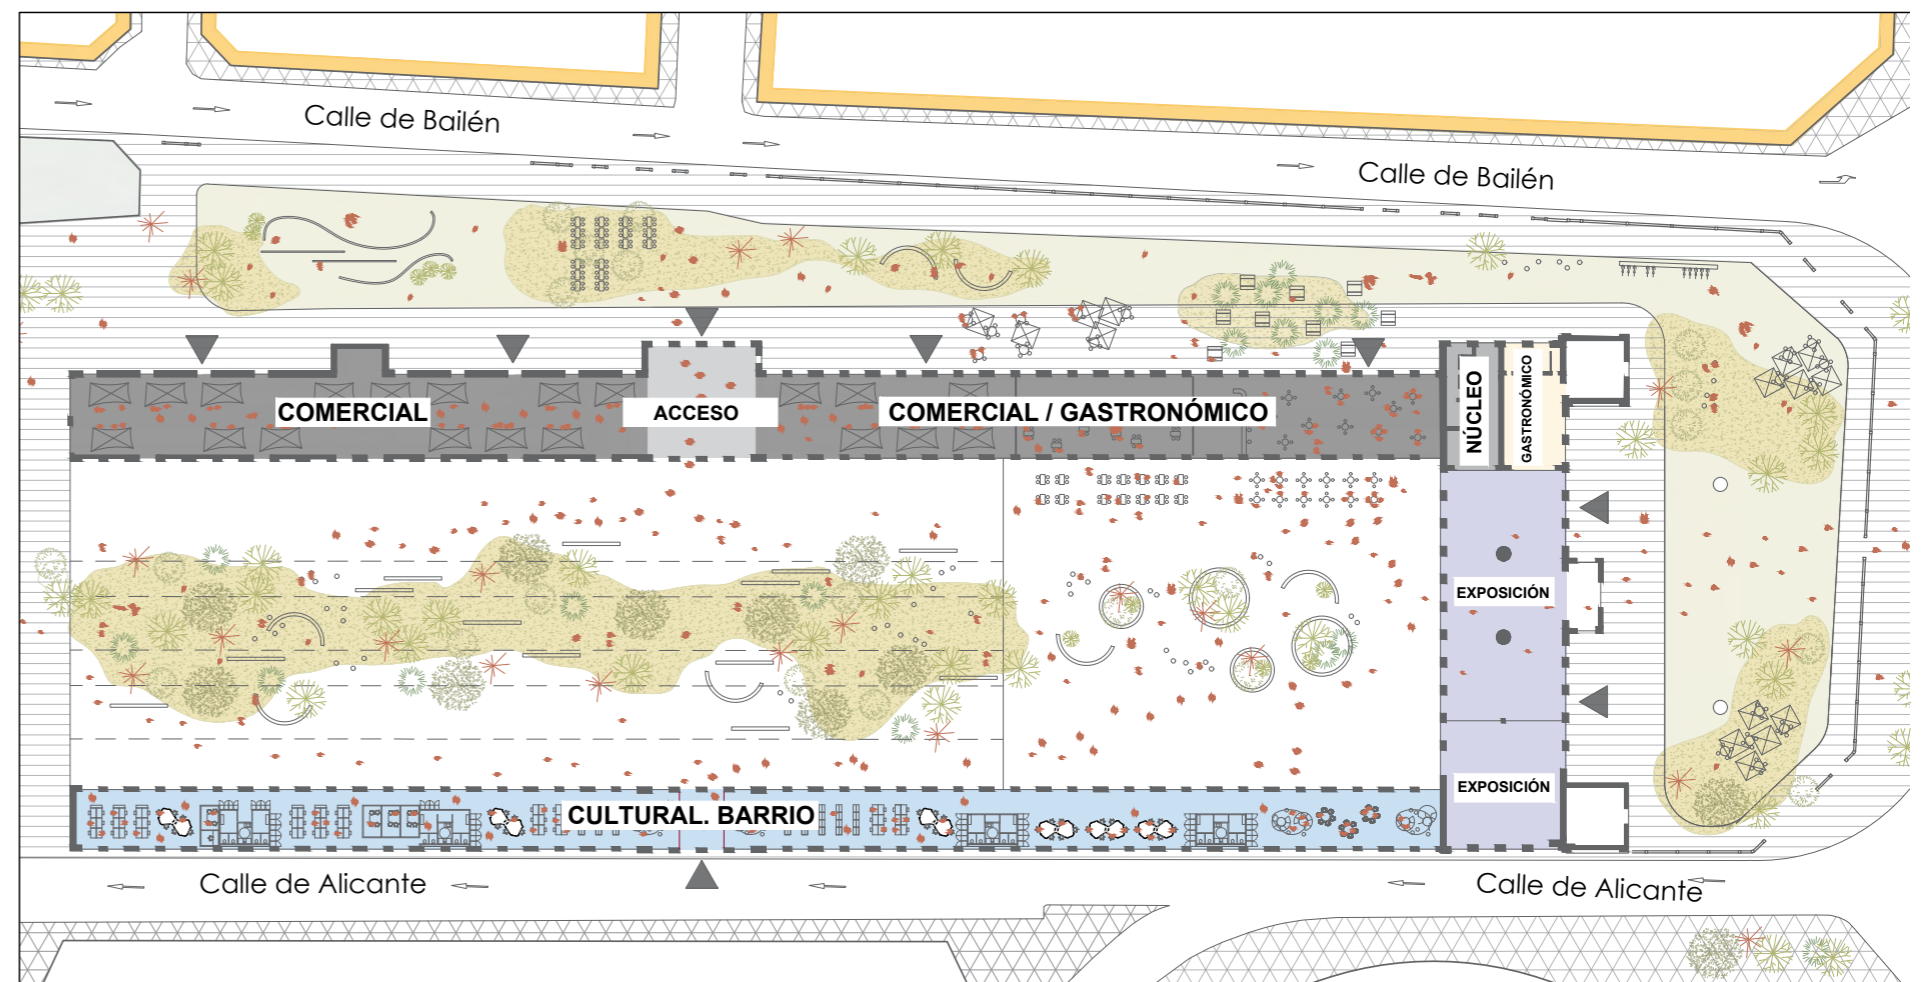 Calle de Bailén
Calle de Bailén
COMERCIAL
ACCESO
COMERCIAL / GASTRONÓMICO
NÚCLEO
GASTRONÓMICO
EXPOSICIÓN
EXPOSICIÓN
CULTURAL. BARRIO
Calle de Alicante
Calle de Alicante